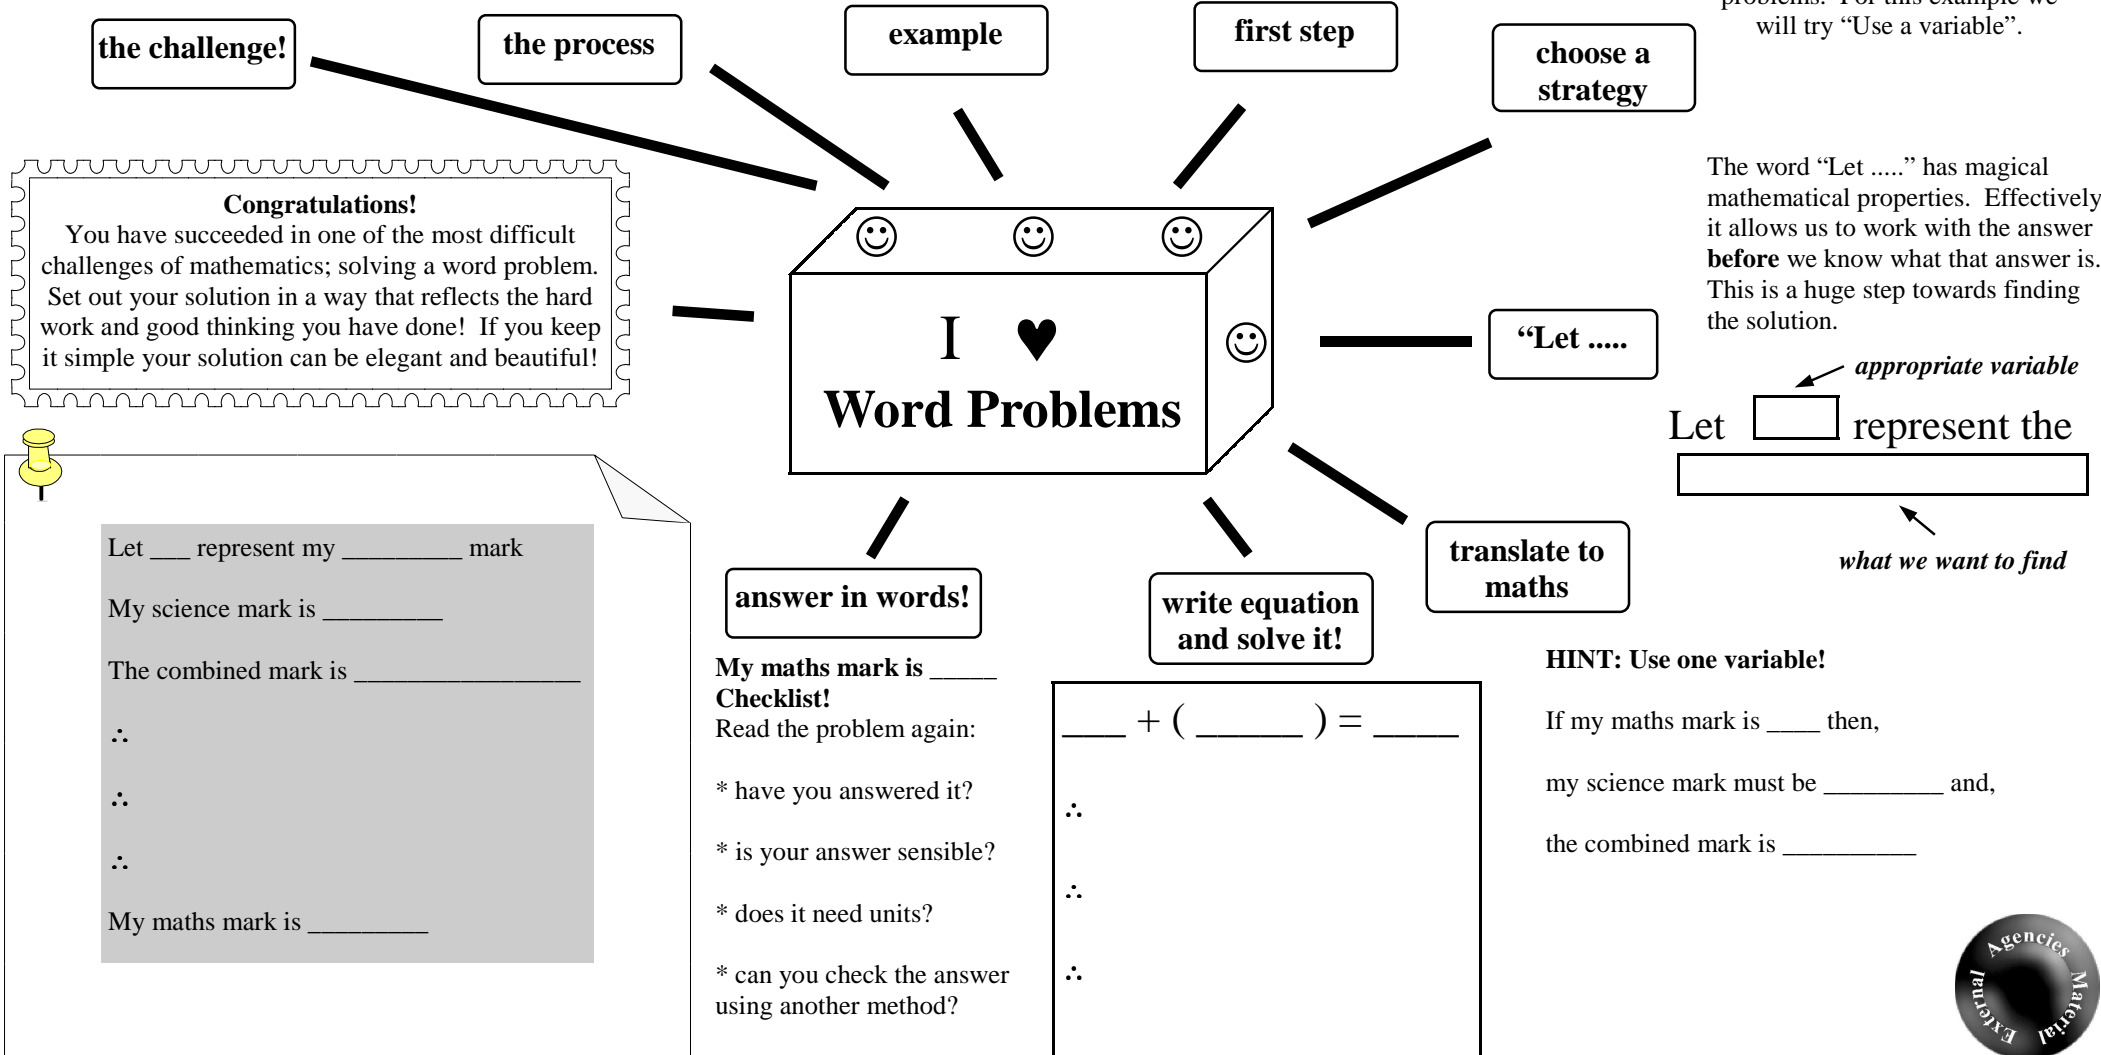 the challenge!
the process
example
first step
choose a
strategy
will try “Use a variable”.
Congratulations!
You have succeeded in one of the most difficult
challenges of mathematics; solving a word problem.
Set out your solution in a way that reflects the hard
work and good thinking you have done!  If you keep
it simple your solution can be elegant and beautiful!
I ♥
Word Problems
The word “Let .....” has magical
mathematical properties.  Effectively
it allows us to work with the answer
before we know what that answer is.
This is a huge step towards finding
the solution.
“Let .....
appropriate variable
Let represent the
what we want to find
translate to
maths
HINT: Use one variable!
If my maths mark is ____ then,
my science mark must be _________ and,
the combined mark is __________
write equation
and solve it!
___ + ( _____ ) = ____
∴
∴
∴
answer in words!
My maths mark is _____
Checklist!
Read the problem again:
* have you answered it?
* is your answer sensible?
* does it need units?
* can you check the answer
using another method?
Let ___ represent my _________ mark
My science mark is _________
The combined mark is _________________
∴
∴
∴
My maths mark is _________
External Agencies Material